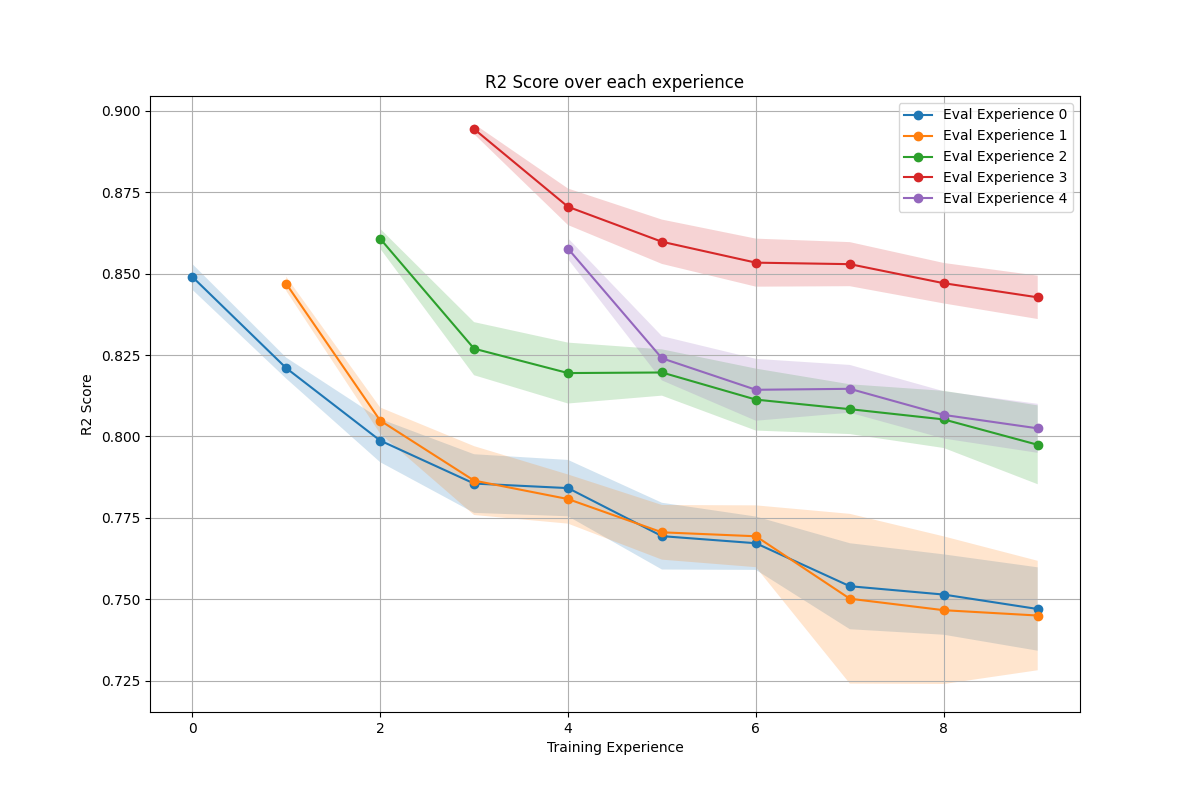 R2 Score over each experience
Eval Experience 0
Eval Experience 1
Eval Experience 2
Eval Experience 3
Eval Experience 4
R2 Score
0.900
0.875
0.850
0.825
0.800
0.775
0.750
0.725
0 2 4 6 8
Training Experience